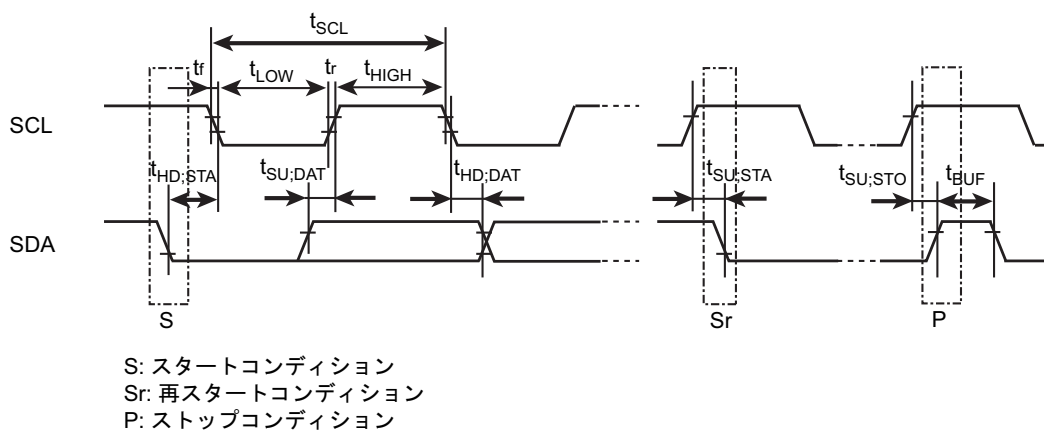 tSCL
tf tLOW tr tHIGH
SCL
tHD;STA tSU;DAT tHD;DAT tSU;STA tSU;STO tBUF
SDA
S Sr P
S: スタートコンディション
Sr: 再スタートコンディション
P: ストップコンディション